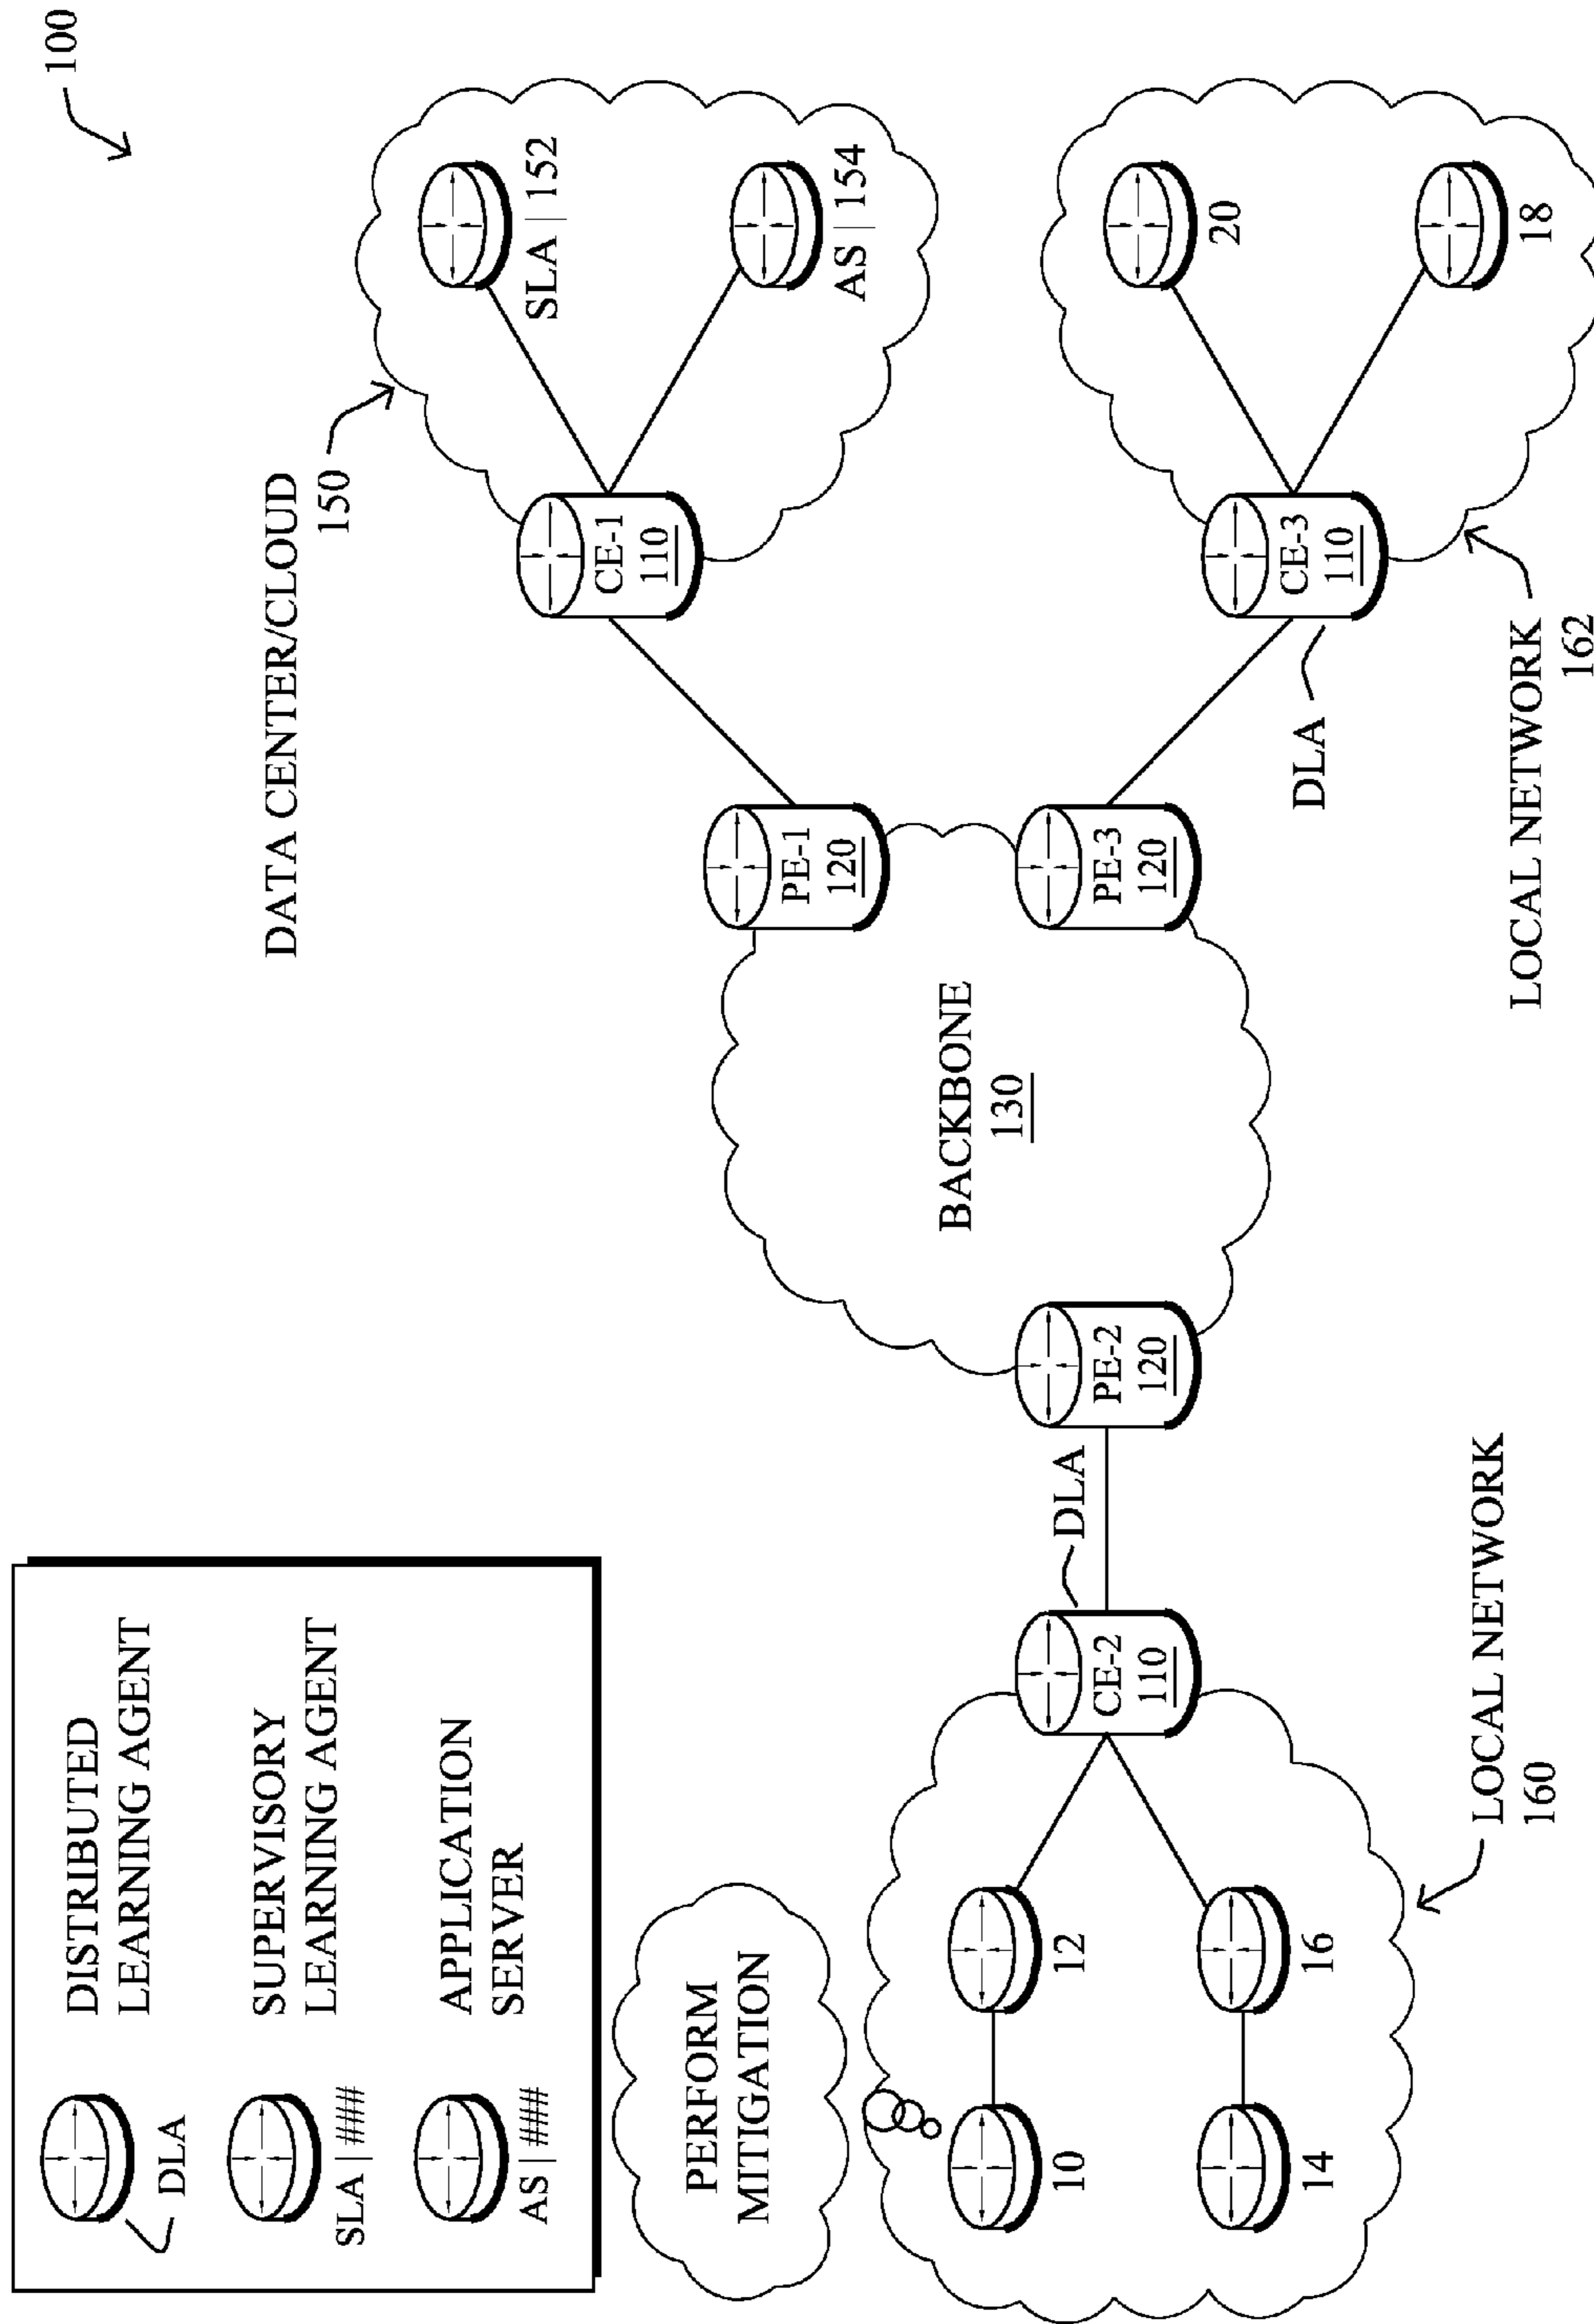 100
DISTRIBUTED
LEARNING AGENT
DLA
SUPERVISORY
LEARNING AGENT
SLA | ###
APPLICATION
SERVER
AS | ###
DATA CENTER/CLOUD
150
SLA | 152
AS | 154
CE-1
110
PE-1
120
PERFORM
MITIGATION
BACKBONE
130
PE-2
120
PE-3
120
DLA
CE-2
110
10
12
14
16
LOCAL NETWORK
160
DLA
CE-3
110
20
18
LOCAL NETWORK
162